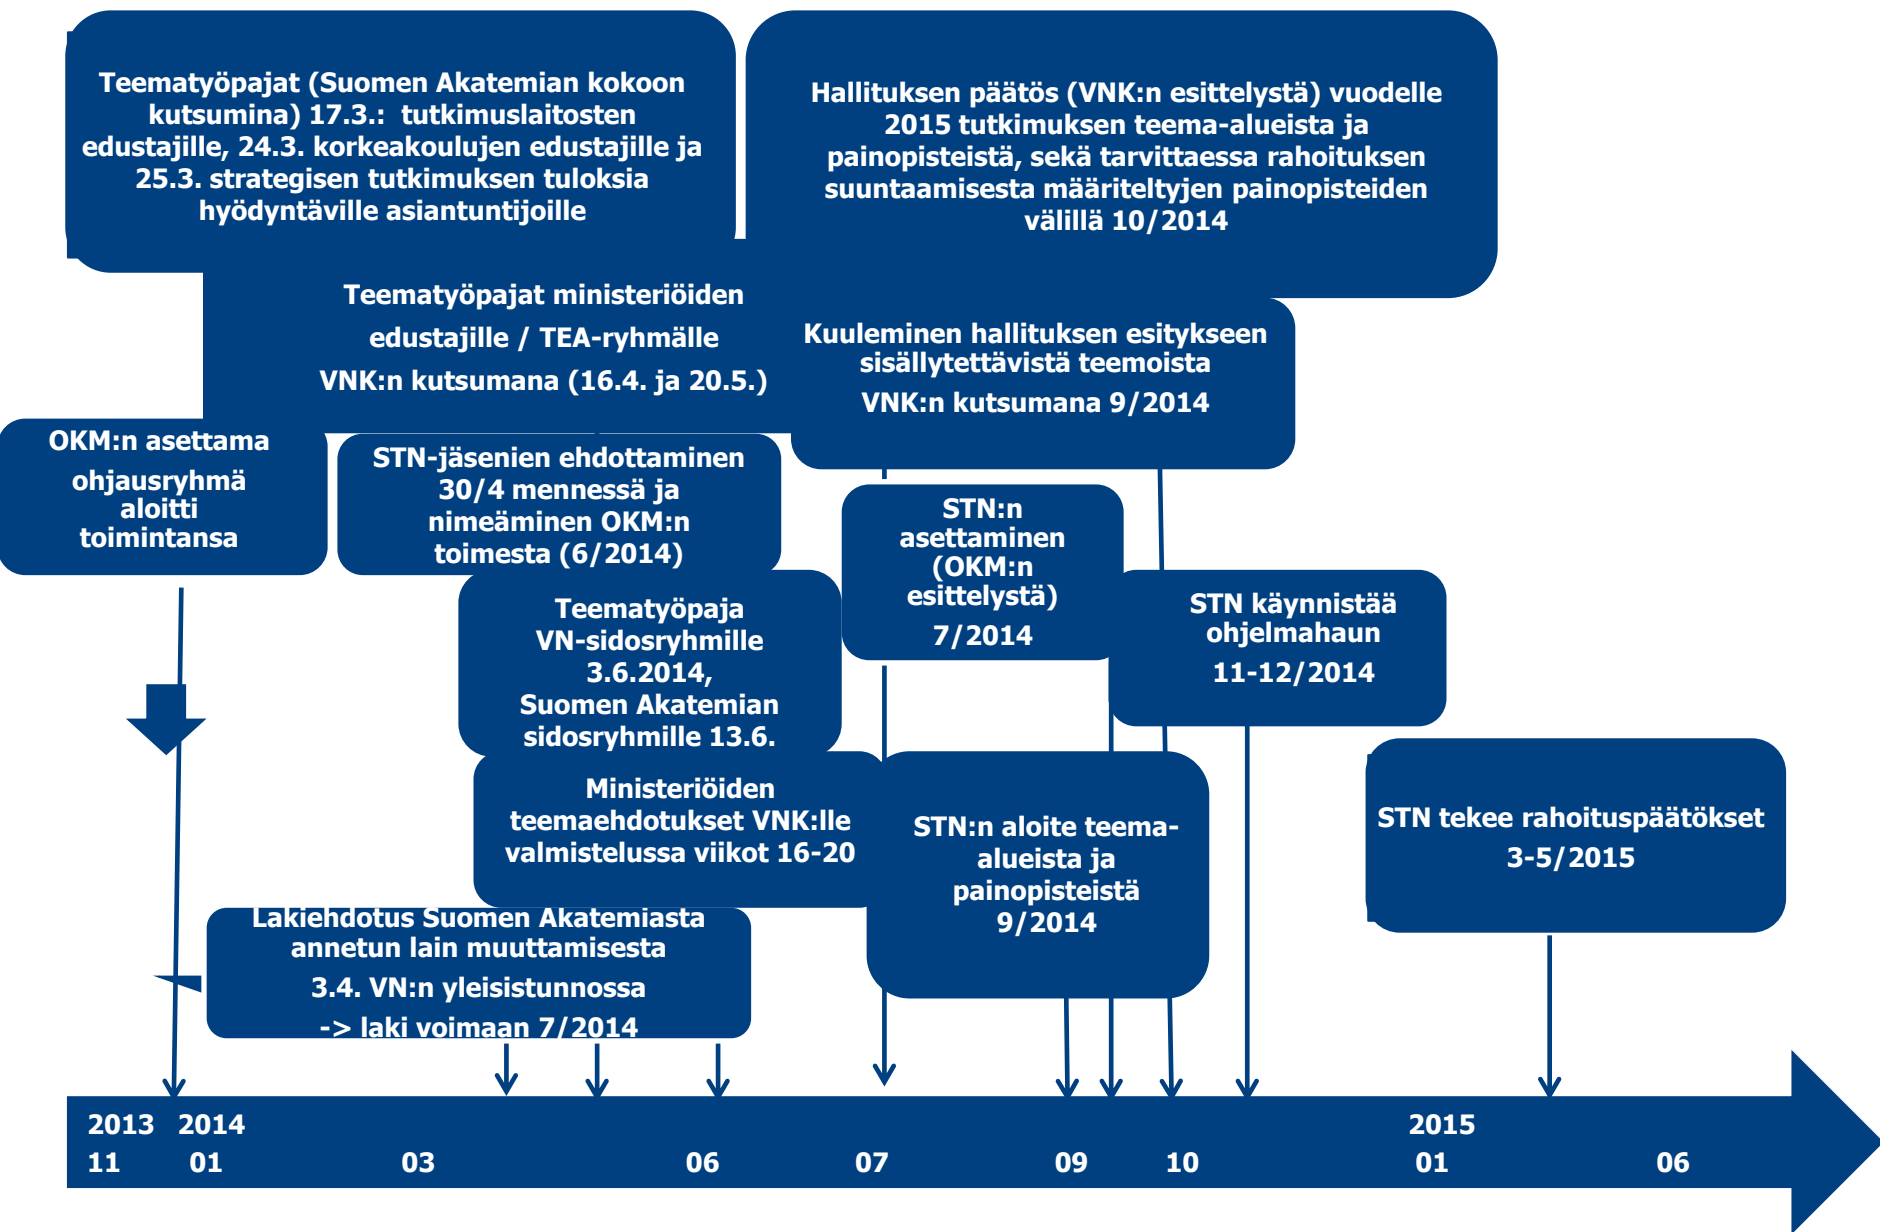 Teematyöpajat (Suomen Akatemian kokoon
kutsumina) 17.3.: tutkimuslaitosten
edustajille, 24.3. korkeakoulujen edustajille ja
25.3. strategisen tutkimuksen tuloksia
hyödyntäville asiantuntijoille
Hallituksen päätös (VNK:n esittelystä) vuodelle
2015 tutkimuksen teema-alueista ja
painopisteistä, sekä tarvittaessa rahoituksen
suuntaamisesta määriteltyjen painopisteiden
välillä 10/2014
Teematyöpajat ministeriöiden
edustajille / TEA-ryhmälle
VNK:n kutsumana (16.4. ja 20.5.)
Kuuleminen hallituksen esitykseen
sisällytettävistä teemoista
VNK:n kutsumana 9/2014
OKM:n asettama
ohjausryhmä
aloitti
toimintansa
STN-jäsenien ehdottaminen
30/4 mennessä ja
nimeäminen OKM:n
toimesta (6/2014)
STN:n
asettaminen
(OKM:n
esittelystä)
7/2014
Teematyöpaja
VN-sidosryhmille
3.6.2014,
Suomen Akatemian
sidosryhmille 13.6.
STN käynnistää
ohjelmahaun
11-12/2014
Ministeriöiden
teemaehdotukset VNK:lle
valmistelussa viikot 16-20
STN:n aloite teema-
alueista ja
painopisteistä
9/2014
STN tekee rahoituspäätökset
3-5/2015
Lakiehdotus Suomen Akatemiasta
annetun lain muuttamisesta
3.4. VN:n yleisistunnossa
-> laki voimaan 7/2014
2013 2014 2015
11 01 03 06 07 09 10 01 06